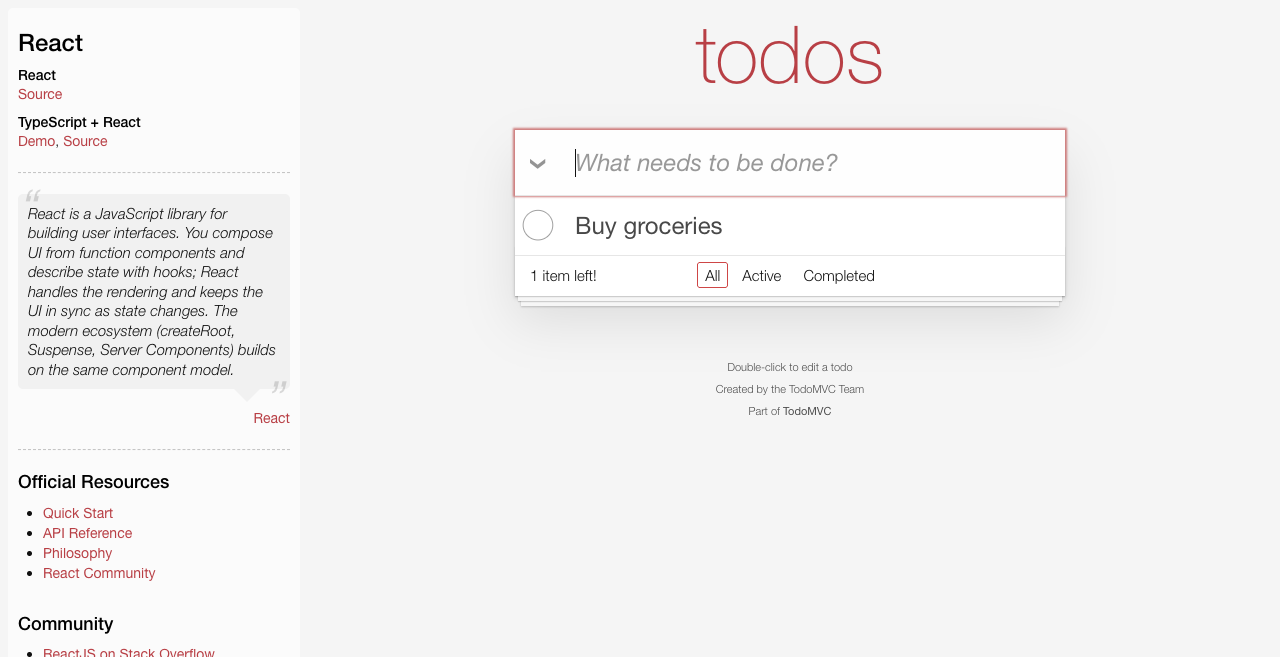 React
React
Source
TypeScript + React
Demo, Source
“
React is a JavaScript library for
building user interfaces. You compose
UI from function components and
describe state with hooks; React
handles the rendering and keeps the
UI in sync as state changes. The
modern ecosystem (createRoot,
Suspense, Server Components) builds
on the same component model.
”
React
Official Resources
Quick Start
API Reference
Philosophy
React Community
Community
ReactJS on Stack Overflow
todos
What needs to be done?
Buy groceries
1 item left!
All Active Completed
Double-click to edit a todo
Created by the TodoMVC Team
Part of TodoMVC